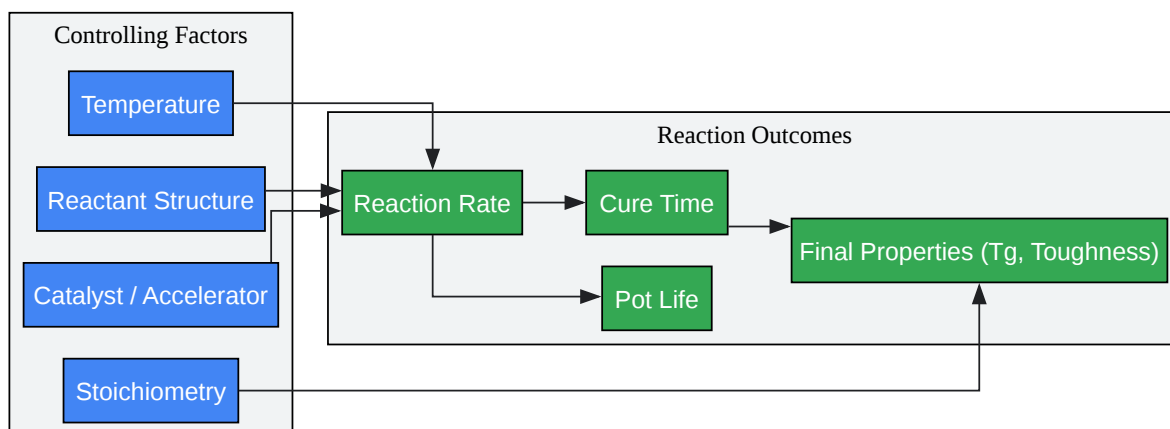 Controlling Factors
Temperature
Reactant Structure
Catalyst / Accelerator
Stoichiometry
Reaction Outcomes
Reaction Rate
Cure Time
Pot Life
Final Properties (Tg, Toughness)